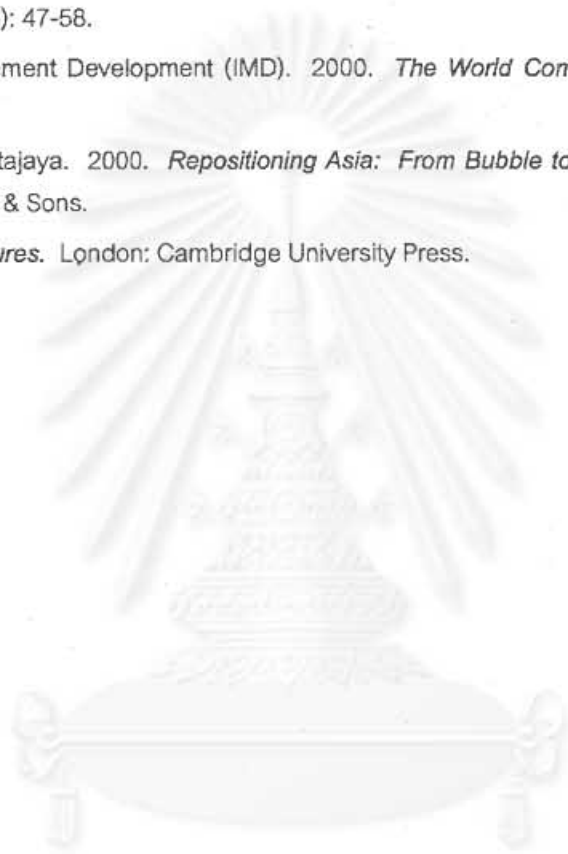 ): 47-58.
ment Development (IMD). 2000. The World Com
tajaya. 2000. Repositioning Asia: From Bubble to
& Sons.
ures. London: Cambridge University Press.